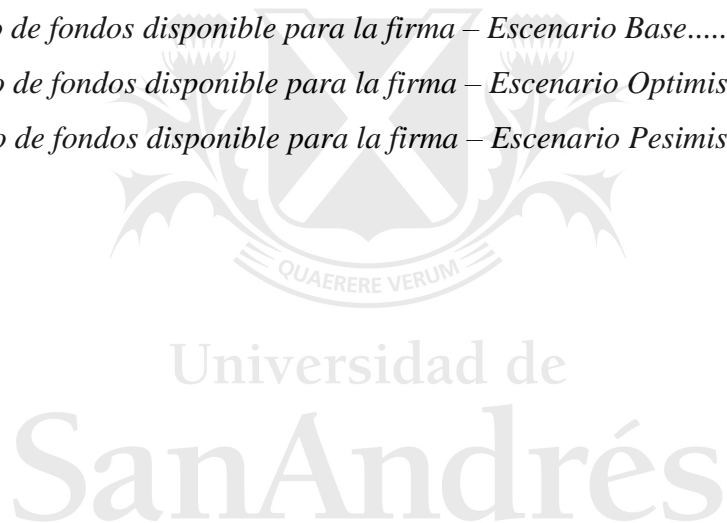 o de fondos disponible para la firma – Escenario Base.....
o de fondos disponible para la firma – Escenario Optimis
o de fondos disponible para la firma – Escenario Pesimis
QUAERERE VERUM
Universidad de
SanAndrés